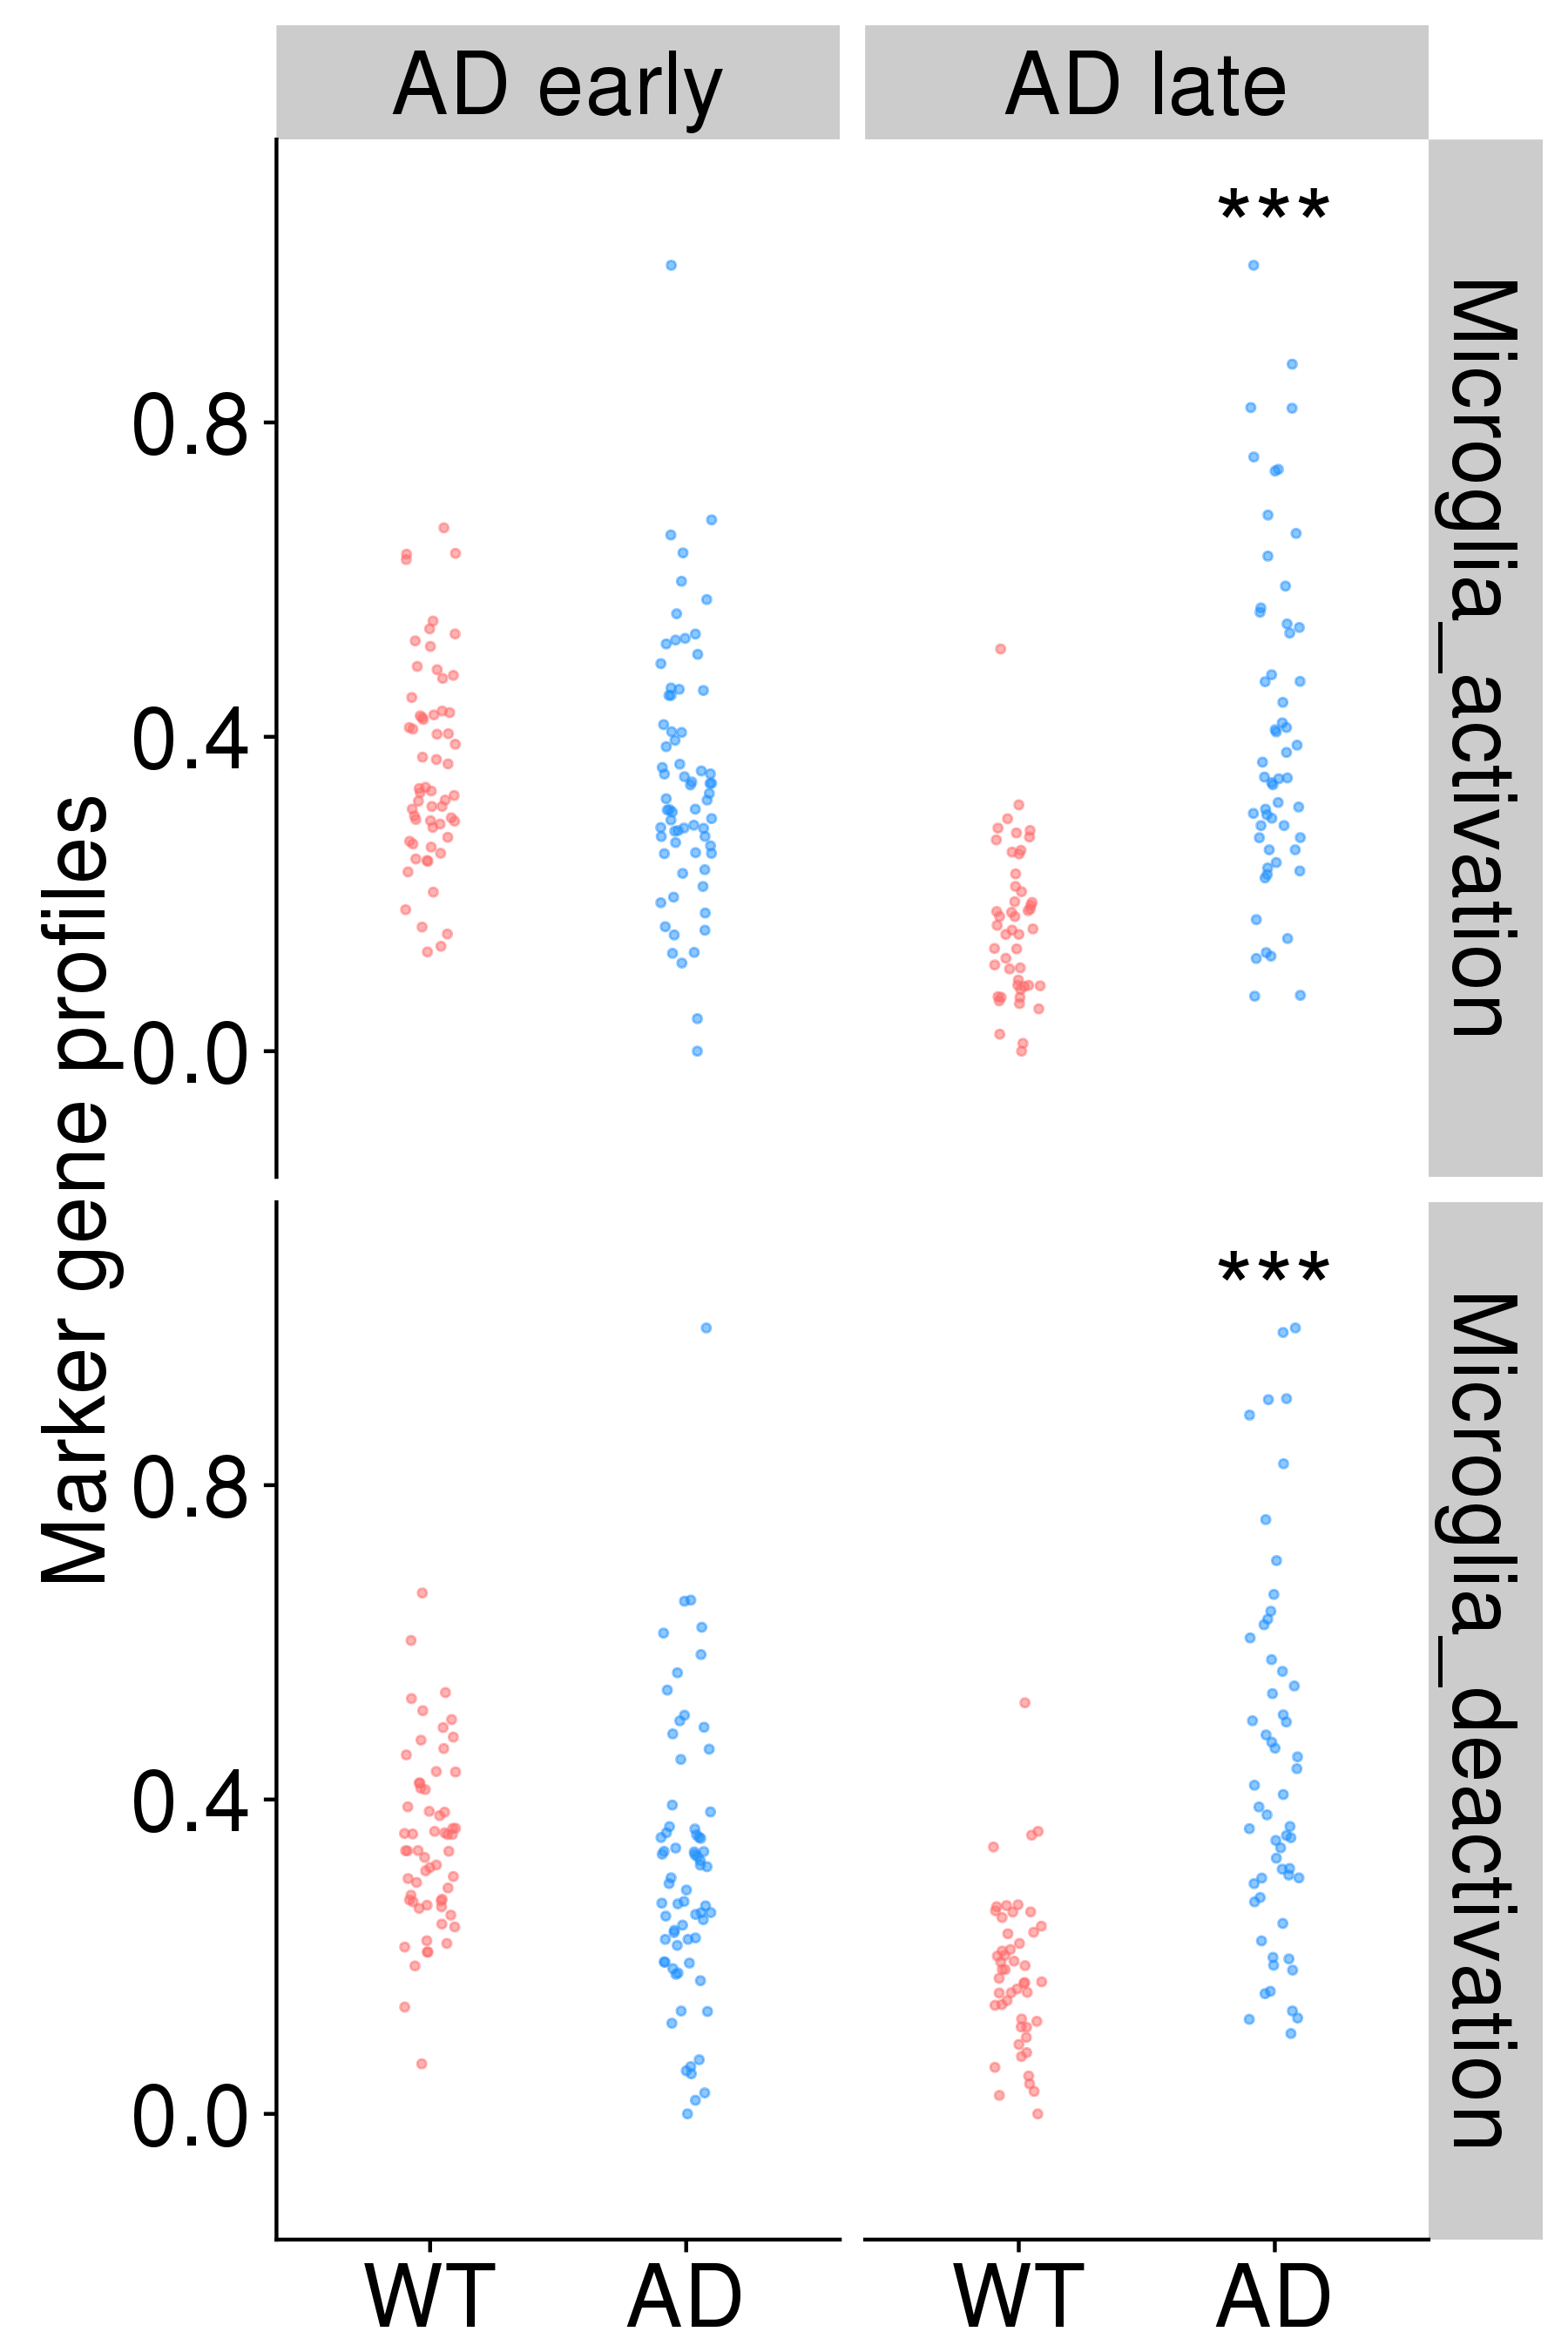 AD early
AD late
Marker gene profiles
0.8
0.4
0.0
***
Microglia_activation
0.8
0.4
0.0
***
Microglia_deactivation
WT
AD
WT
AD